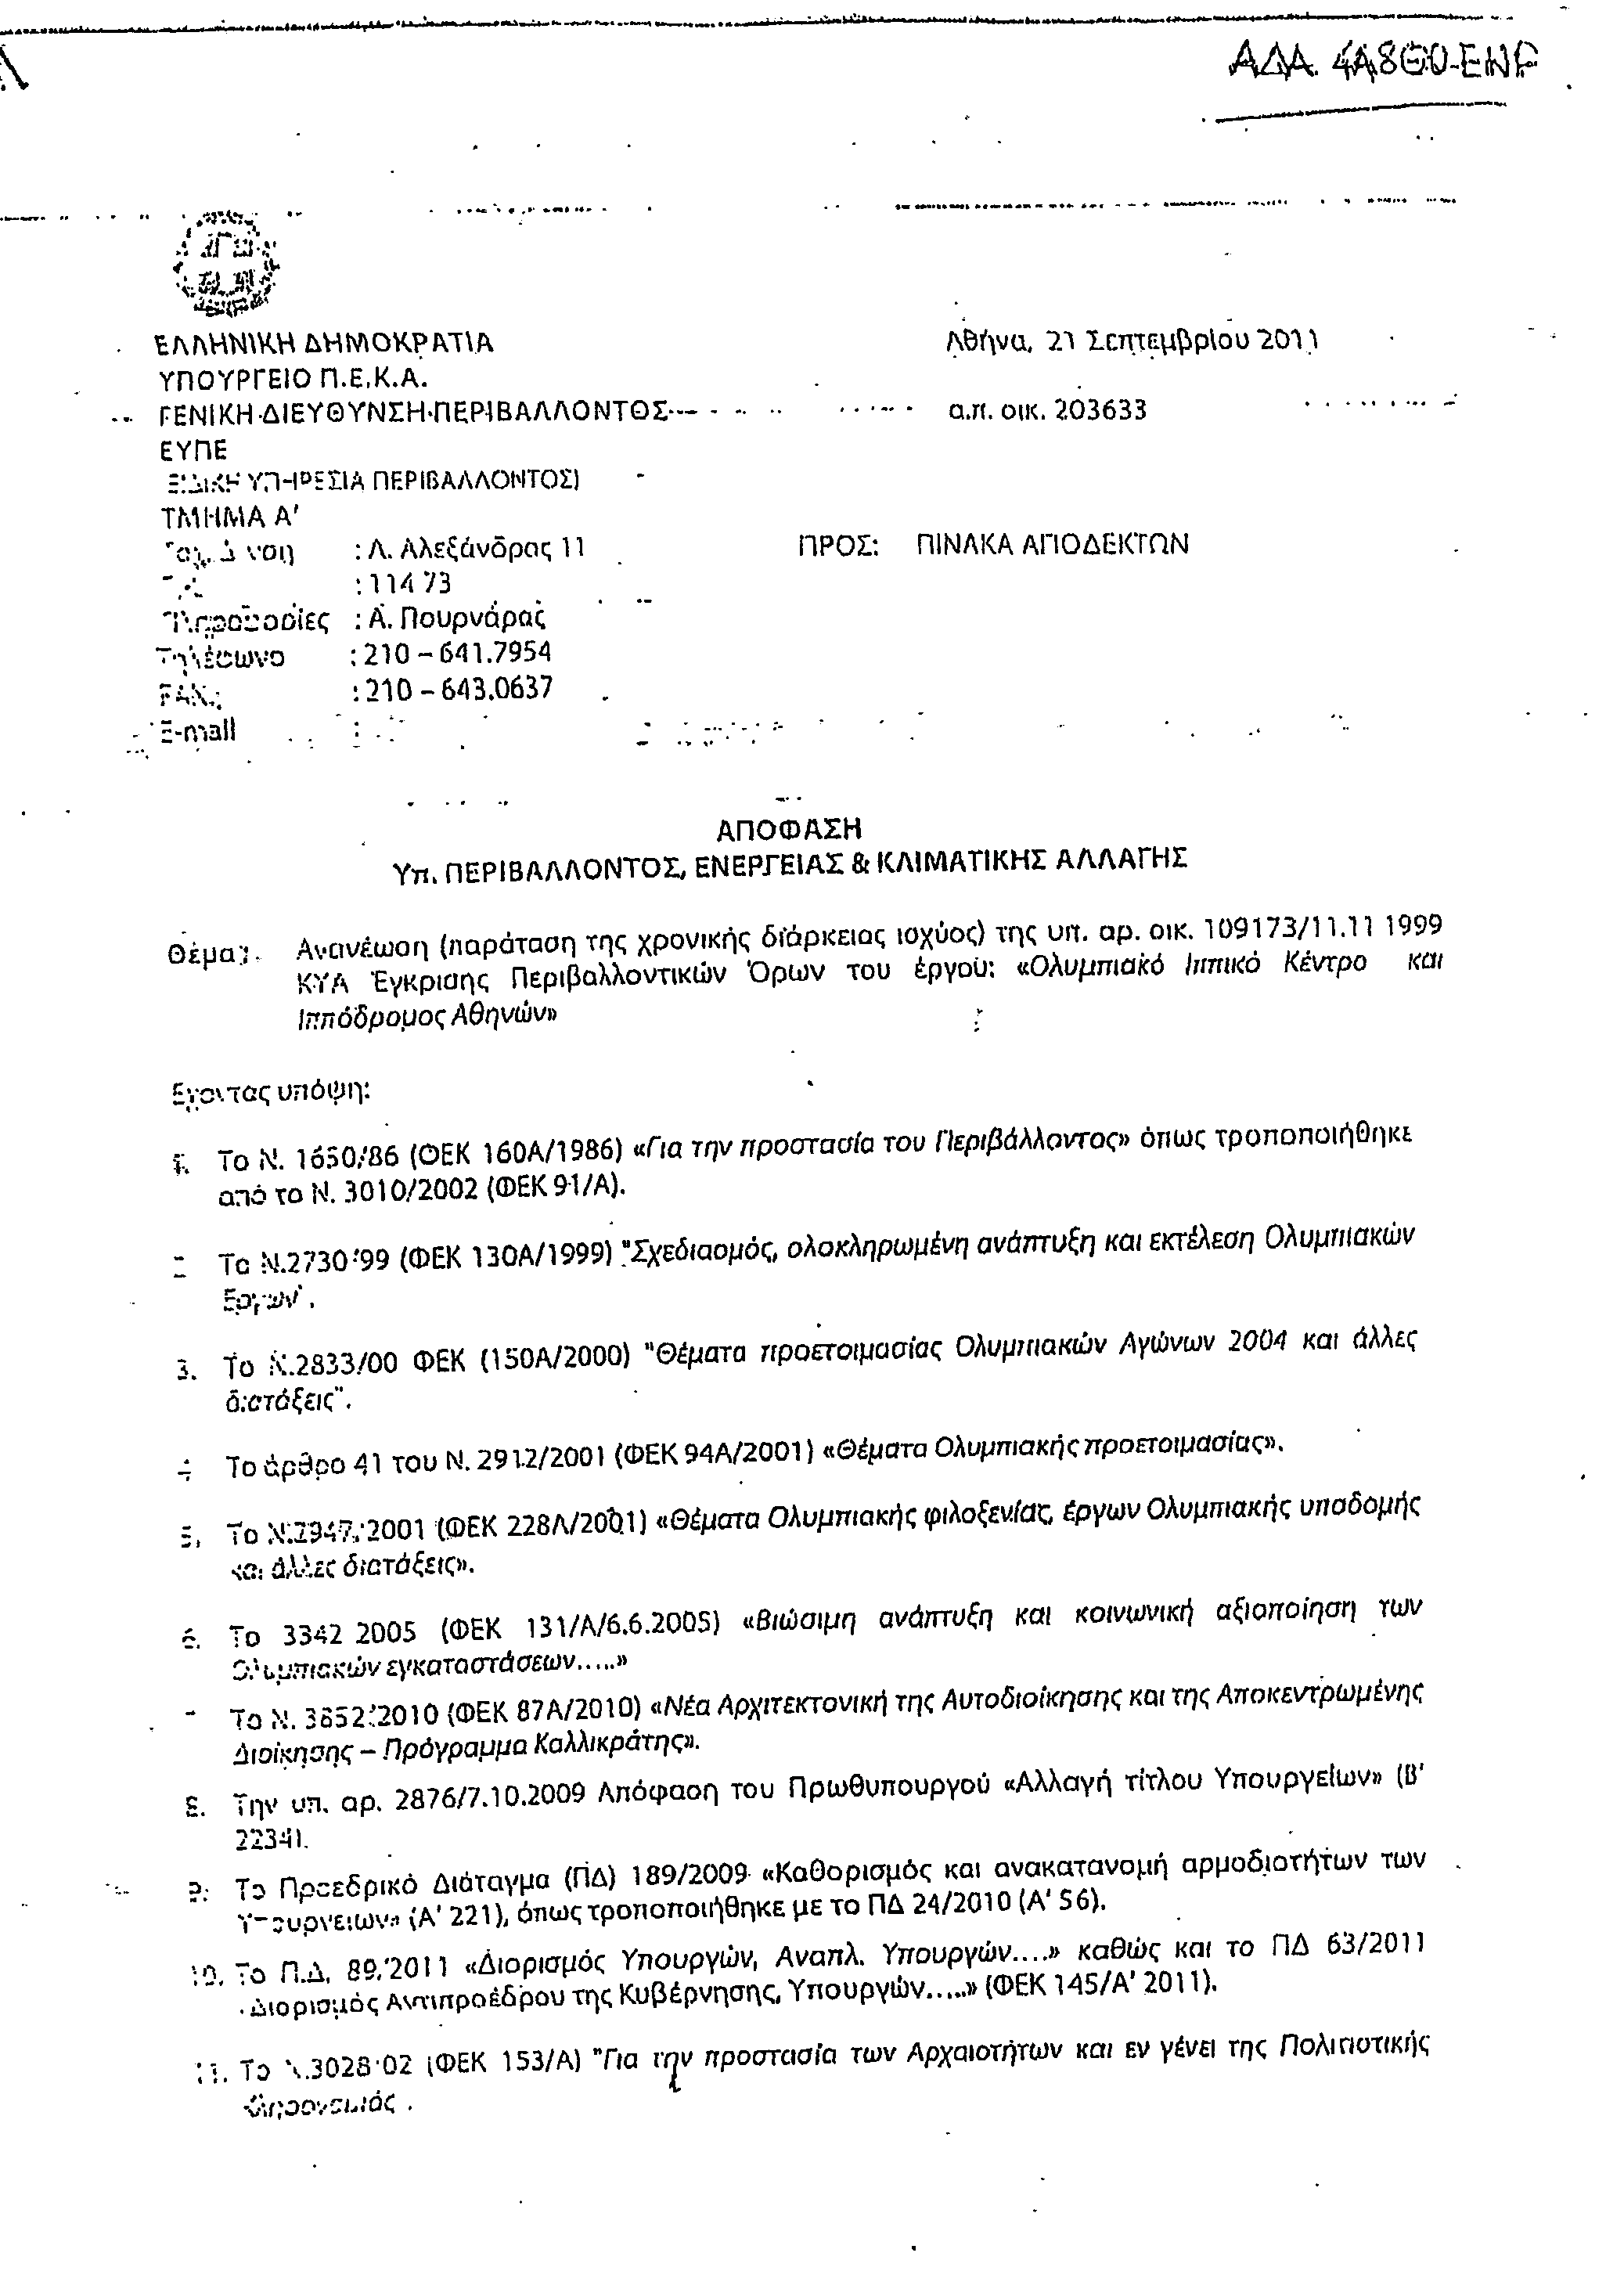 ΑΔΑ. 4Α8Θ0-ΕΝΡ
ΕΛΛΗΝΙΚΗ ΔΗΜΟΚΡΑΤΙΑ
Αθήνα, 21 Σεπτεμβρίου 2011
ΥΠΟΥΡΓΕΙΟ Π.Ε.Κ.Α.
ΓΕΝΙΚΗ ΔΙΕΥΘΥΝΣΗ ΠΕΡΙΒΑΛΛΟΝΤΟΣ
α.π. οικ. 203633
ΕΥΠΕ
ΕΙΔΙΚΗ ΥΠΗΡΕΣΙΑ ΠΕΡΙΒΑΛΛΟΝΤΟΣ)
ΤΜΗΜΑ Α'
Ταχ. Δ νση : Λ. Αλεξάνδρας 11
ΠΡΟΣ: ΠΙΝΑΚΑ ΑΠΟΔΕΚΤΩΝ
: 114 73
Πληροφορίες : Α. Πουρνάρας
Τηλέφωνο : 210 – 641.7954
FAX.: : 210 – 643.0637
E-mail :
ΑΠΟΦΑΣΗ
Υπ. ΠΕΡΙΒΑΛΛΟΝΤΟΣ, ΕΝΕΡΓΕΙΑΣ & ΚΛΙΜΑΤΙΚΗΣ ΑΛΛΑΓΗΣ
Θέμα: Ανανέωση (παράταση της χρονικής διάρκειας ισχύος) της υπ. αρ. οικ. 109173/11.11 1999
ΚΥΑ Έγκρισης Περιβαλλοντικών Όρων του έργου: «Ολυμπιακό Ιππικό Κέντρο και
Ιππόδρομος Αθηνών»
Έχοντας υπόψη:
1. Το Ν. 1650/86 (ΦΕΚ 160Α/1986) «Για την προστασία του Περιβάλλοντος» όπως τροποποιήθηκε
από το Ν. 3010/2002 (ΦΕΚ 91/Α).
2 Το Ν.2730/99 (ΦΕΚ 130Α/1999) "Σχεδιασμός, ολοκληρωμένη ανάπτυξη και εκτέλεση Ολυμπιακών
Έργων".
3. Το Ν.2833/00 ΦΕΚ (150Α/2000) "Θέματα προετοιμασίας Ολυμπιακών Αγώνων 2004 και άλλες
διατάξεις".
4 Το άρθρο 41 του Ν. 2912/2001 (ΦΕΚ 94Α/2001) «Θέματα Ολυμπιακής προετοιμασίας».
5. Το Ν.2947/2001 (ΦΕΚ 228Α/2001) «Θέματα Ολυμπιακής φιλοξενίας, έργων Ολυμπιακής υποδομής
και άλλες διατάξεις».
6. Το 3342 2005 (ΦΕΚ 131/Α/6.6.2005) «Βιώσιμη ανάπτυξη και κοινωνική αξιοποίηση των
Ολυμπιακών εγκαταστάσεων.....»
Το Ν. 3852/2010 (ΦΕΚ 87Α/2010) «Νέα Αρχιτεκτονική της Αυτοδιοίκησης και της Αποκεντρωμένης
Διοίκησης – Πρόγραμμα Καλλικράτης».
8. Την υπ. αρ. 2876/7.10.2009 Απόφαση του Πρωθυπουργού «Αλλαγή τίτλου Υπουργείων» (Β'
2234).
9. Το Προεδρικό Διάταγμα (ΠΔ) 189/2009 «Καθορισμός και ανακατανομή αρμοδιοτήτων των
Υπουργείων» (Α' 221), όπως τροποποιήθηκε με το ΠΔ 24/2010 (Α' 56).
10. Το Π.Δ. 89/2011 «Διορισμός Υπουργών, Αναπλ. Υπουργών....» καθώς και το ΠΔ 63/2011
Διορισμός Αντιπροέδρου της Κυβέρνησης, Υπουργών.....» (ΦΕΚ 145/Α' 2011).
11. Το Ν.3028/02 (ΦΕΚ 153/Α) "Για την προστασία των Αρχαιοτήτων και εν γένει της Πολιτιστικής
Κληρονομιάς .